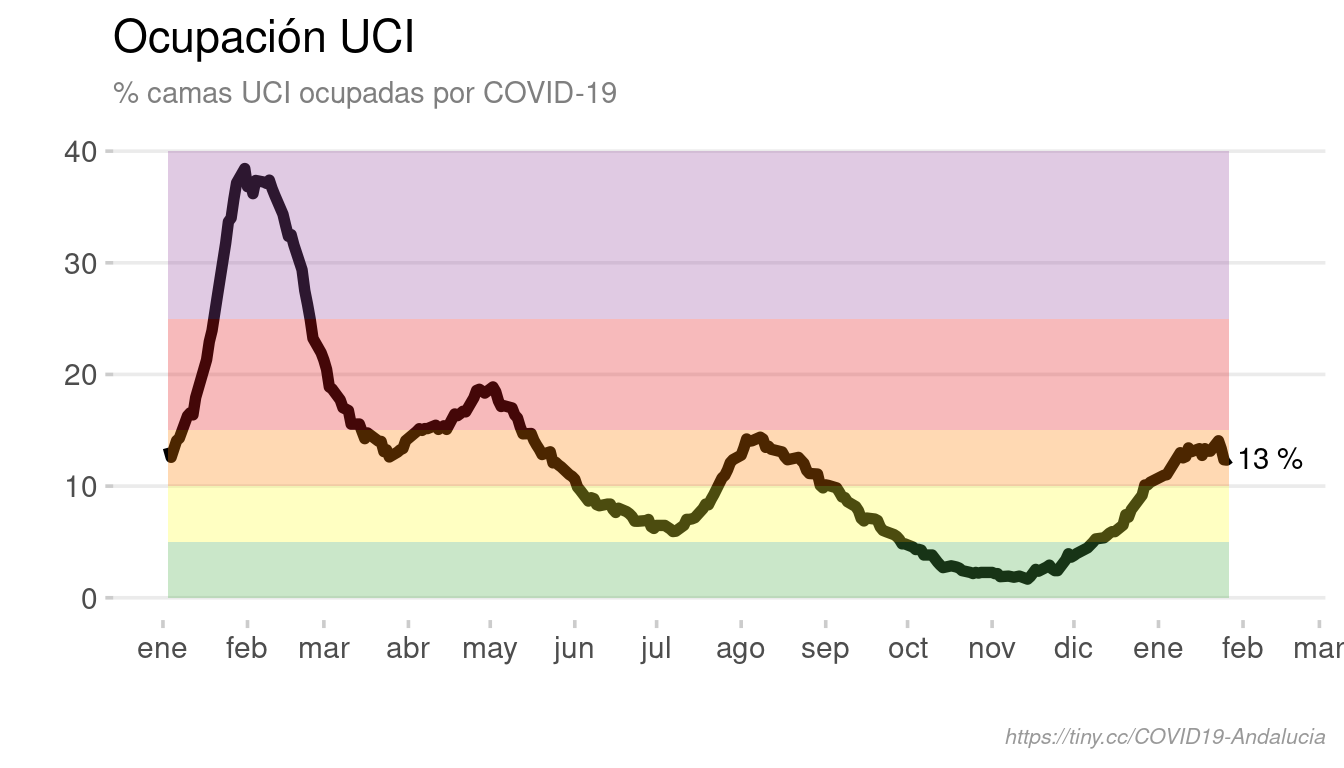 Ocupación UCI
% camas UCI ocupadas por COVID-19
40
30
20
10
0
13 %
ene feb mar abr may jun jul ago sep oct nov dic ene feb mar
https://tiny.cc/COVID19-Andalucia